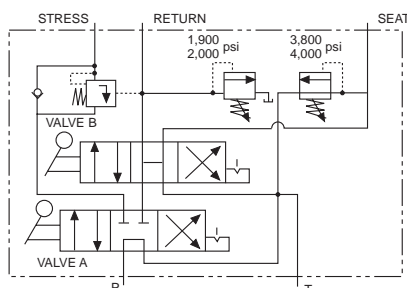 STRESS RETURN SEAT
1,900
2,000 psi
3,800
4,000 psi
VALVE B
VALVE A
P T